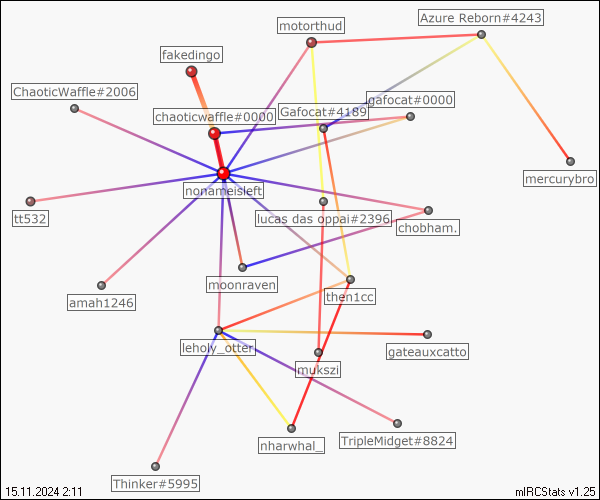 motorthud
Azure Reborn#4243
fakedingo
ChaoticWaffle#2006
gafocat#0000
Gafocat#4189
chaoticwaffle#0000
mercurybro
nonameisleft
tt532
lucas das oppai#2396
chobham.
moonraven
then1cc
amah1246
leholy_otter
gateauxcatto
mukszi
nharwhal_
TripleMidget#8824
Thinker#5995
15.11.2024 2:11
mIRCStats v1.25